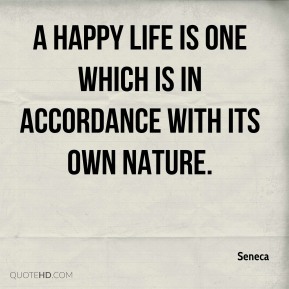 A HAPPY LIFE IS ONE
WHICH IS IN
ACCORDANCE WITH ITS
OWN NATURE.
Seneca
QUOTEHD.COM